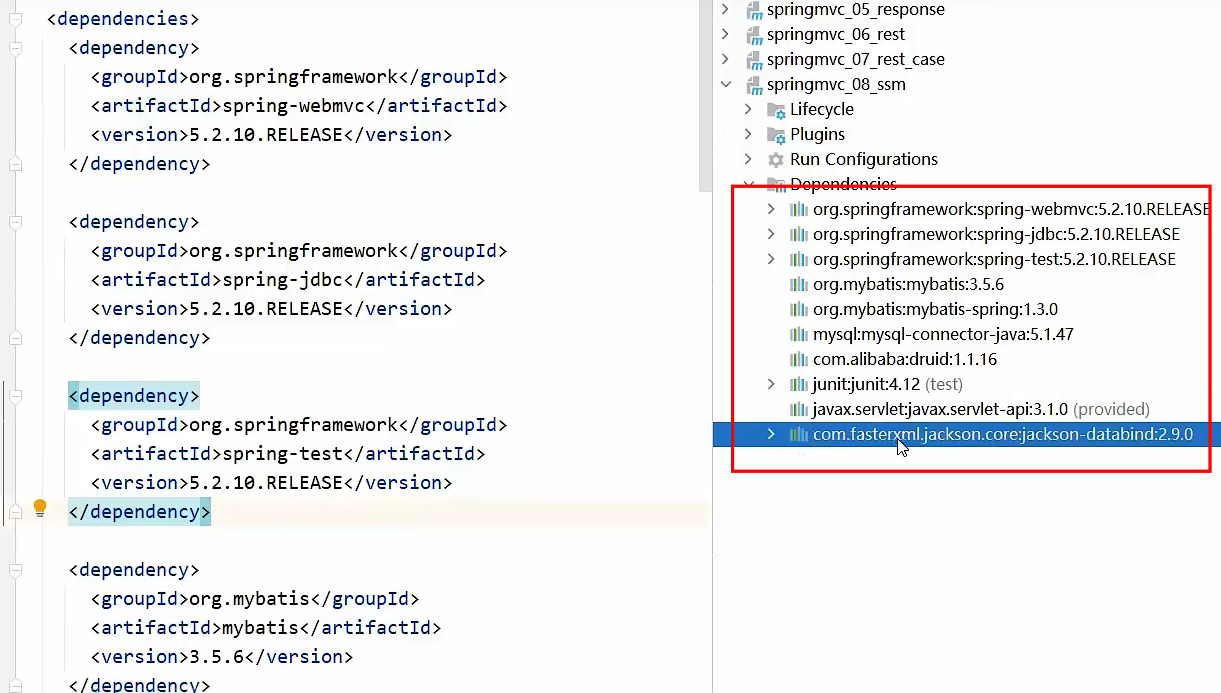 <dependencies>
<dependency>
<groupId>org.springframework</groupId>
<artifactId>spring-webmvc</artifactId>
<version>5.2.10.RELEASE</version>
</dependency>
<dependency>
<groupId>org.springframework</groupId>
<artifactId>spring-jdbc</artifactId>
<version>5.2.10.RELEASE</version>
</dependency>
<dependency>
<groupId>org.springframework</groupId>
<artifactId>spring-test</artifactId>
<version>5.2.10.RELEASE</version>
</dependency>
<dependency>
<groupId>org.mybatis</groupId>
<artifactId>mybatis</artifactId>
<version>3.5.6</version>
</dependency>
springmvc_05_response
springmvc_06_rest
springmvc_07_rest_case
springmvc_08_ssm
Lifecycle
Plugins
Run Configurations
Dependencies
org.springframework:spring-webmvc:5.2.10.RELEASE
org.springframework:spring-jdbc:5.2.10.RELEASE
org.springframework:spring-test:5.2.10.RELEASE
org.mybatis:mybatis:3.5.6
org.mybatis:mybatis-spring:1.3.0
mysql:mysql-connector-java:5.1.47
com.alibaba:druid:1.1.16
junit:junit:4.12 (test)
javax.servlet:javax.servlet-api:3.1.0 (provided)
com.fasterxml.jackson.core:jackson-databind:2.9.0